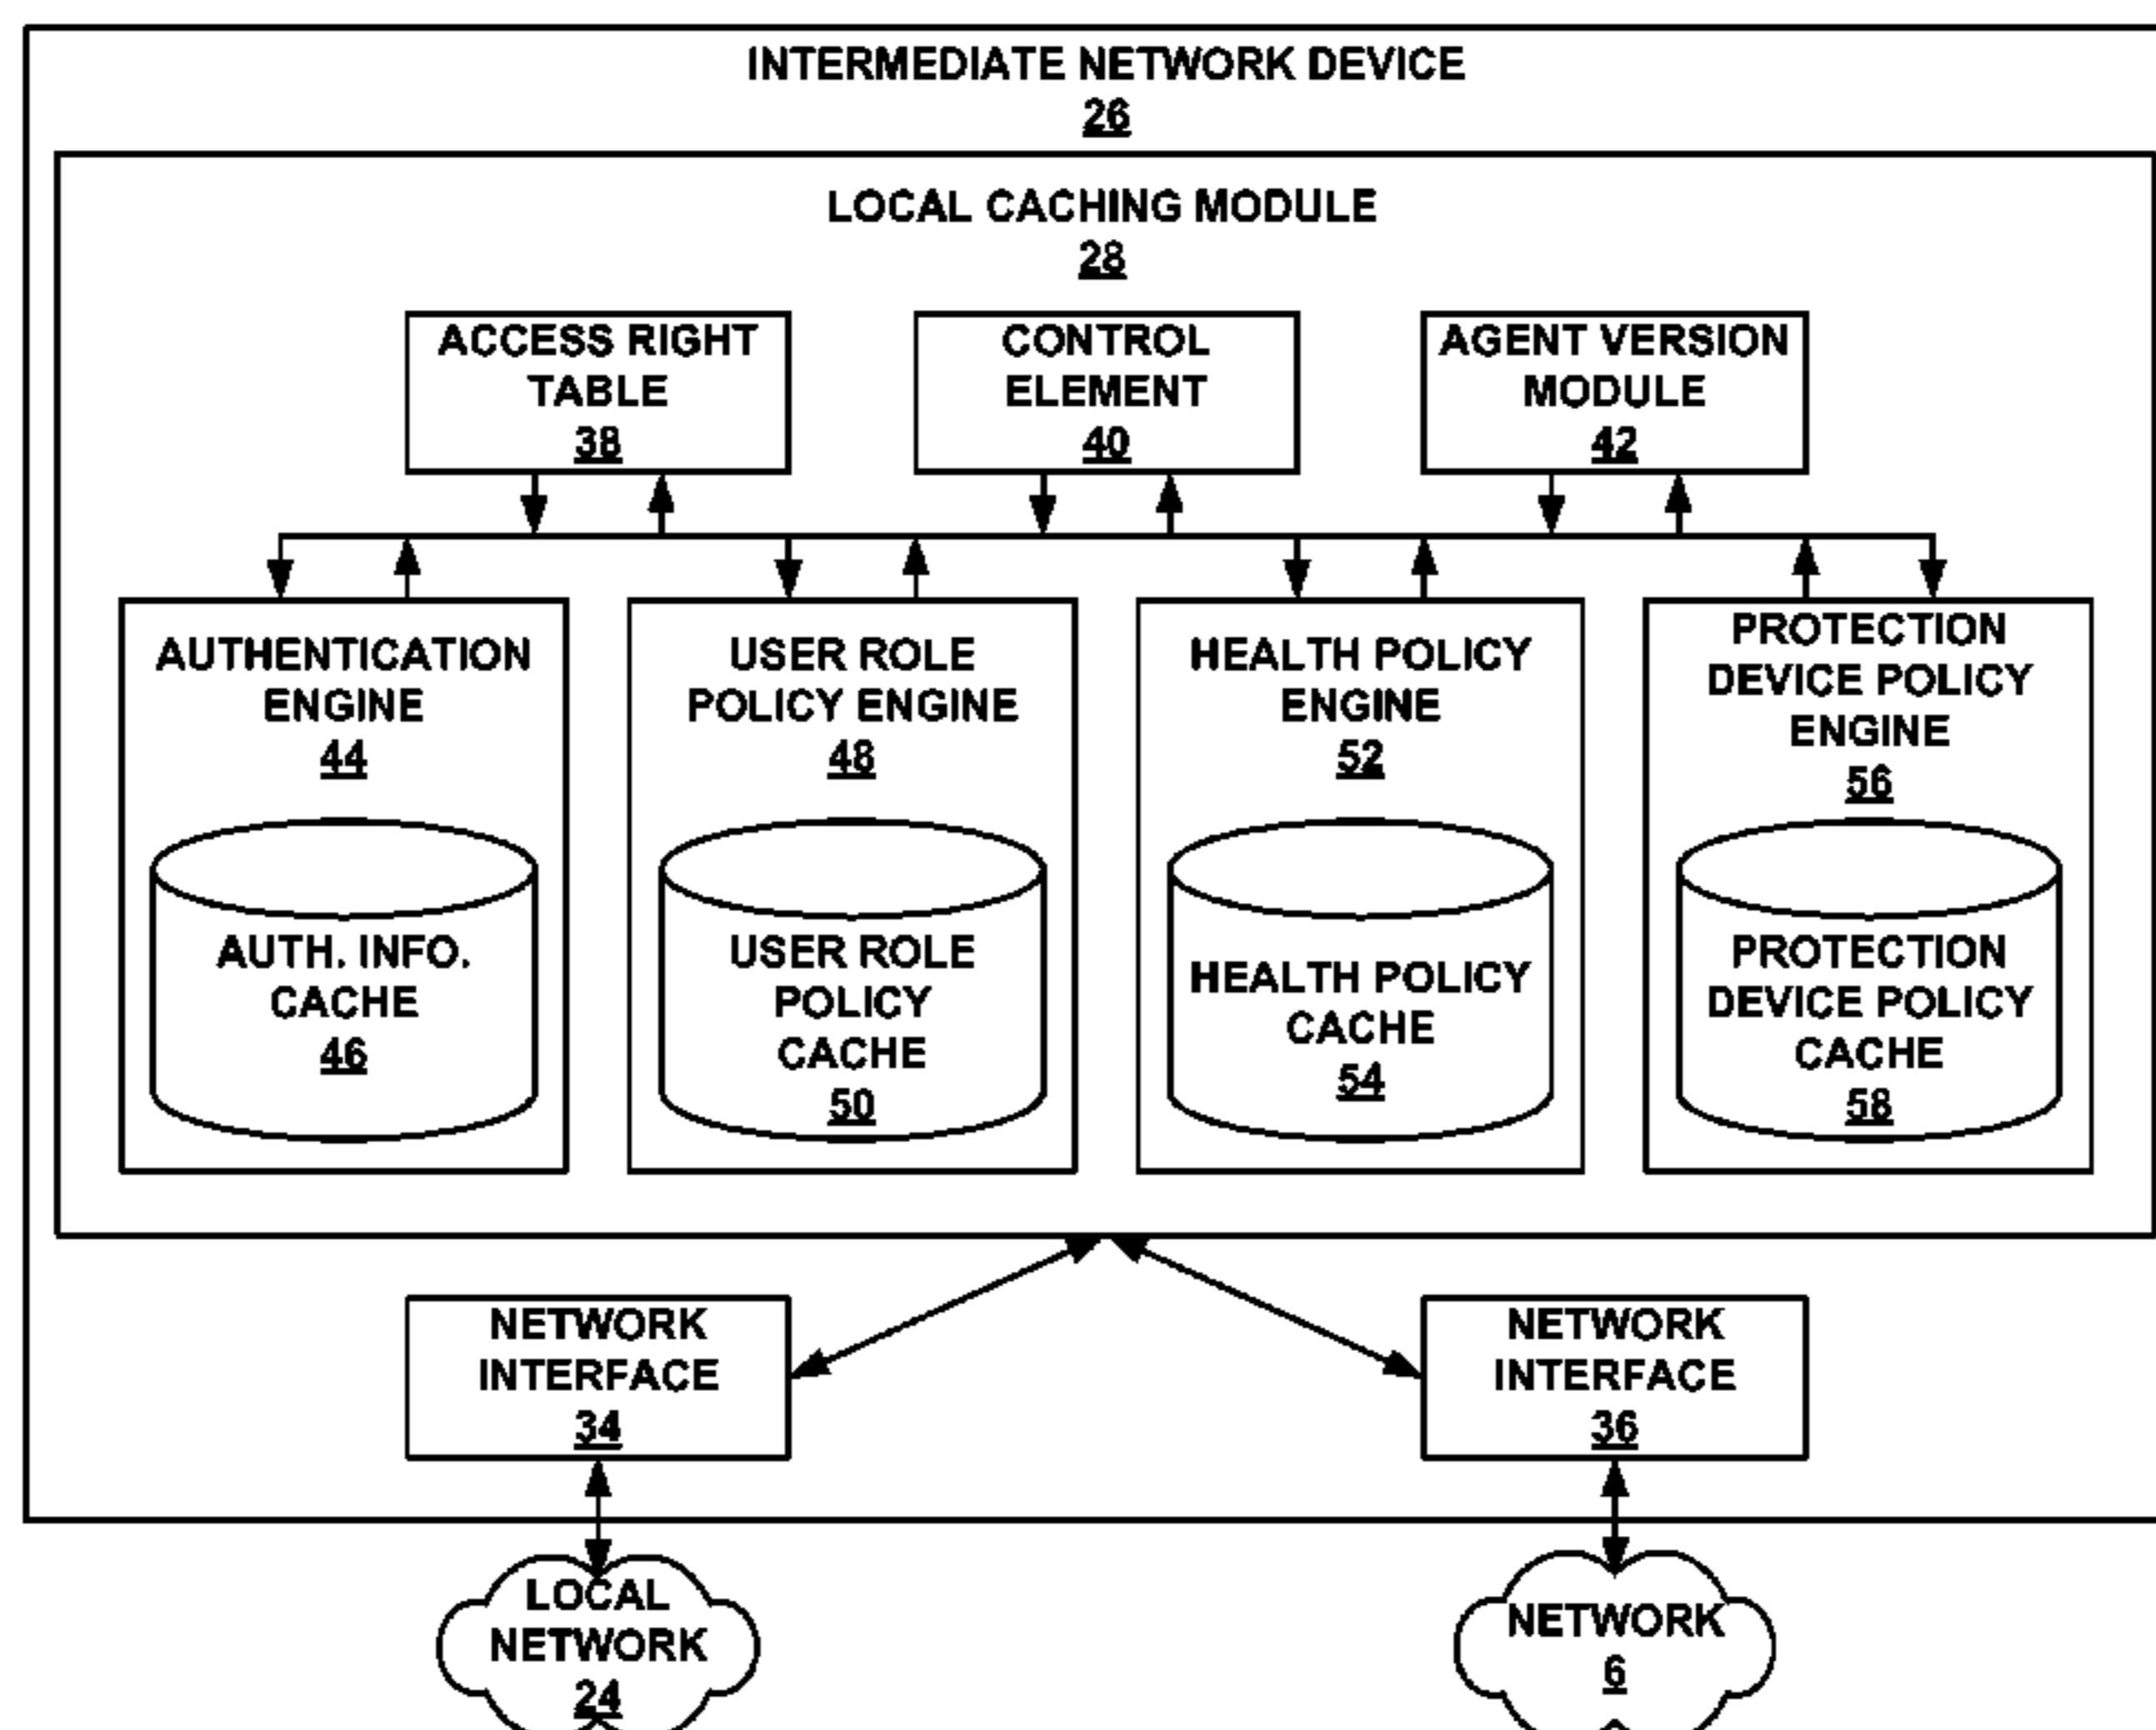 INTERMEDIATE NETWORK DEVICE
26
LOCAL CACHING MODULE
28
ACCESS RIGHT
TABLE
38
CONTROL
ELEMENT
40
AGENT VERSION
MODULE
42
AUTHENTICATION
ENGINE
44
AUTH. INFO.
CACHE
46
USER ROLE
POLICY ENGINE
48
USER ROLE
POLICY
CACHE
50
HEALTH POLICY
ENGINE
52
HEALTH POLICY
CACHE
54
PROTECTION
DEVICE POLICY
ENGINE
56
PROTECTION
DEVICE POLICY
CACHE
58
NETWORK
INTERFACE
34
NETWORK
INTERFACE
36
LOCAL
NETWORK
24
NETWORK
6